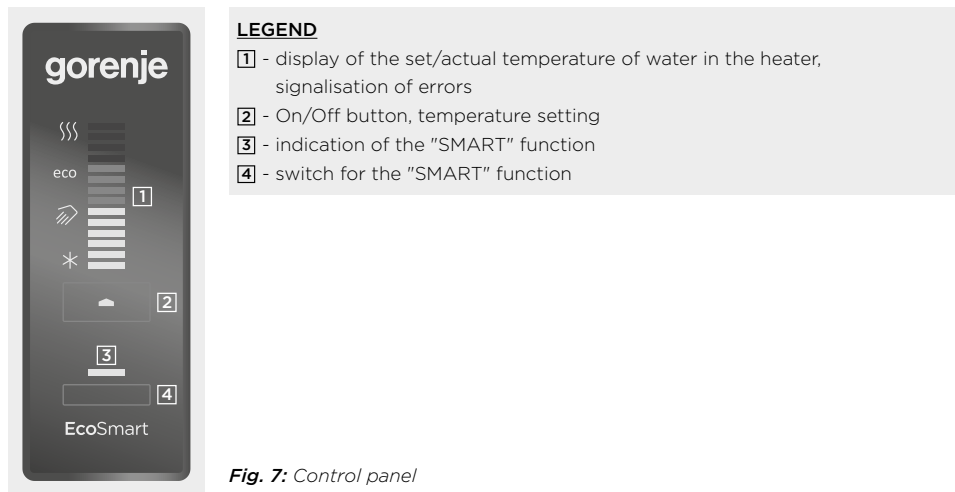 gorenje
eco
1
2
3
4
EcoSmart
LEGEND
1 - display of the set/actual temperature of water in the heater,
signalisation of errors
2 - On/Off button, temperature setting
3 - indication of the "SMART" function
4 - switch for the "SMART" function
Fig. 7: Control panel